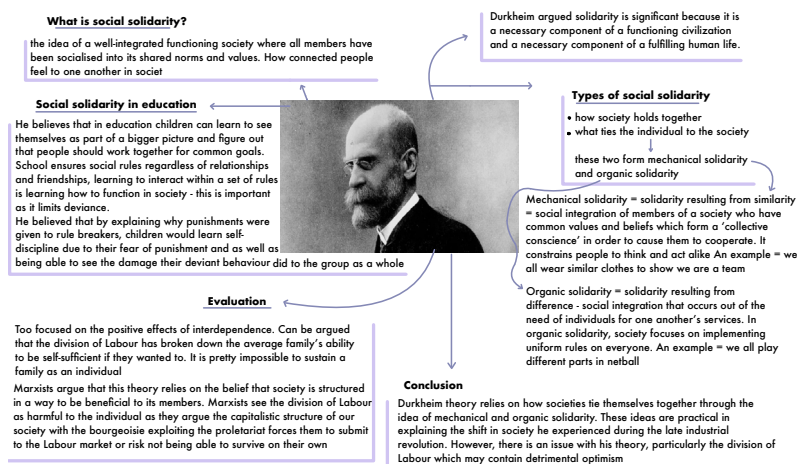 What is social solidarity?
the idea of a well-integrated functioning society where all members have
been socialised into its shared norms and values. How connected people
feel to one another in societ
Durkheim argued solidarity is significant because it is
a necessary component of a functioning civilization
and a necessary component of a fulfilling human life.
Social solidarity in education
He believes that in education children can learn to see
themselves as part of a bigger picture and figure out
that people should work together for common goals.
School ensures social rules regardless of relationships
and friendships, learning to interact within a set of rules
is learning how to function in society - this is important
as it limits deviance.
He believed that by explaining why punishments were
given to rule breakers, children would learn self-
discipline due to their fear of punishment and as well as
being able to see the damage their deviant behaviour did to the group as a whole
Types of social solidarity
• how society holds together
• what ties the individual to the society
these two form mechanical solidarity
and organic solidarity
Mechanical solidarity = solidarity resulting from similarity
= social integration of members of a society who have
common values and beliefs which form a 'collective
conscience' in order to cause them to cooperate. It
constrains people to think and act alike An example = we
all wear similar clothes to show we are a team
Organic solidarity = solidarity resulting from
difference - social integration that occurs out of the
need of individuals for one another's services. In
organic solidarity, society focuses on implementing
uniform rules on everyone. An example = we all play
different parts in netball
Evaluation
Too focused on the positive effects of interdependence. Can be argued
that the division of Labour has broken down the average family's ability
to be self-sufficient if they wanted to. It is pretty impossible to sustain a
family as an individual
Marxists argue that this theory relies on the belief that society is structured
in a way to be beneficial to its members. Marxists see the division of Labour
as harmful to the individual as they argue the capitalistic structure of our
society with the bourgeoisie exploiting the proletariat forces them to submit
to the Labour market or risk not being able to survive on their own
Conclusion
Durkheim theory relies on how societies tie themselves together through the
idea of mechanical and organic solidarity. These ideas are practical in
explaining the shift in society he experienced during the late industrial
revolution. However, there is an issue with his theory, particularly the division of
Labour which may contain detrimental optimism